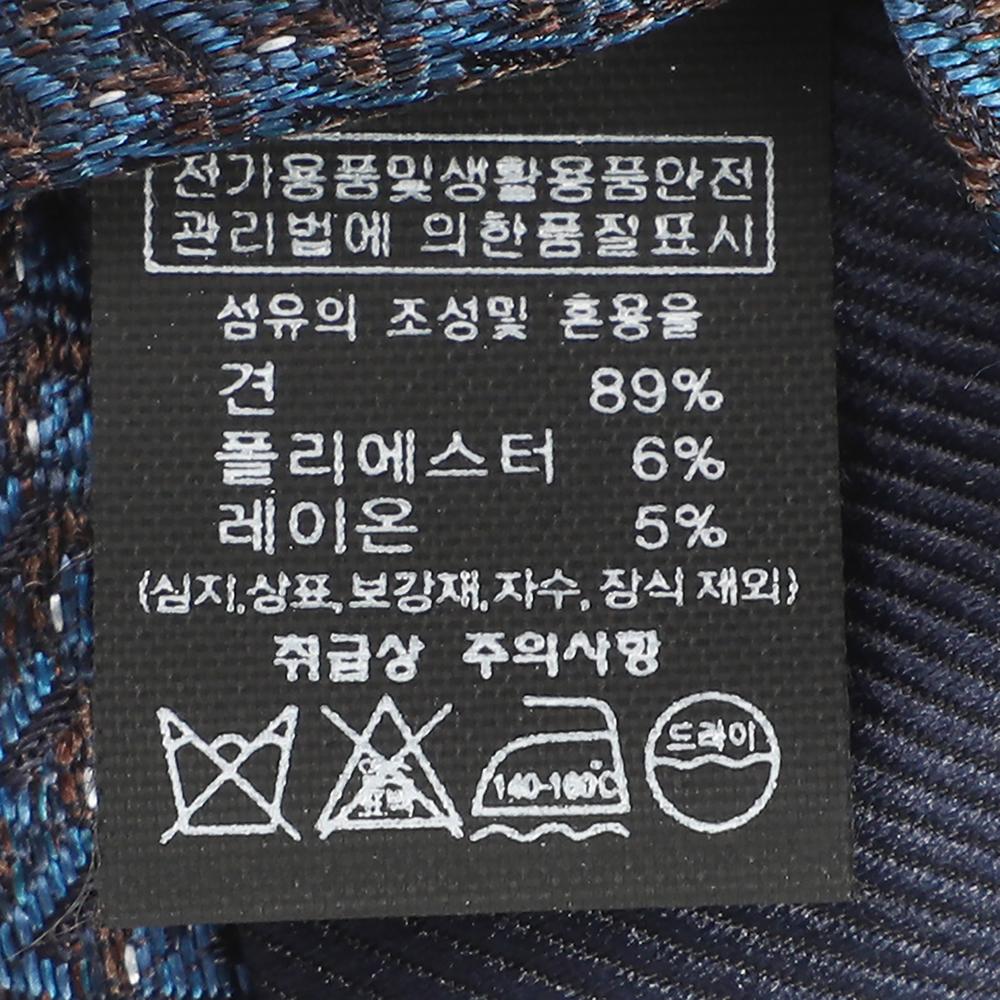 전기용품및생활용품안전
관리법에 의한품질표시
섬유의 조성및 혼용율
견 89%
폴리에스터 6%
레이온 5%
(심지,상표,보강재,자수,장식 제외)
취급상 주의사항
표백
140-160℃
드라이